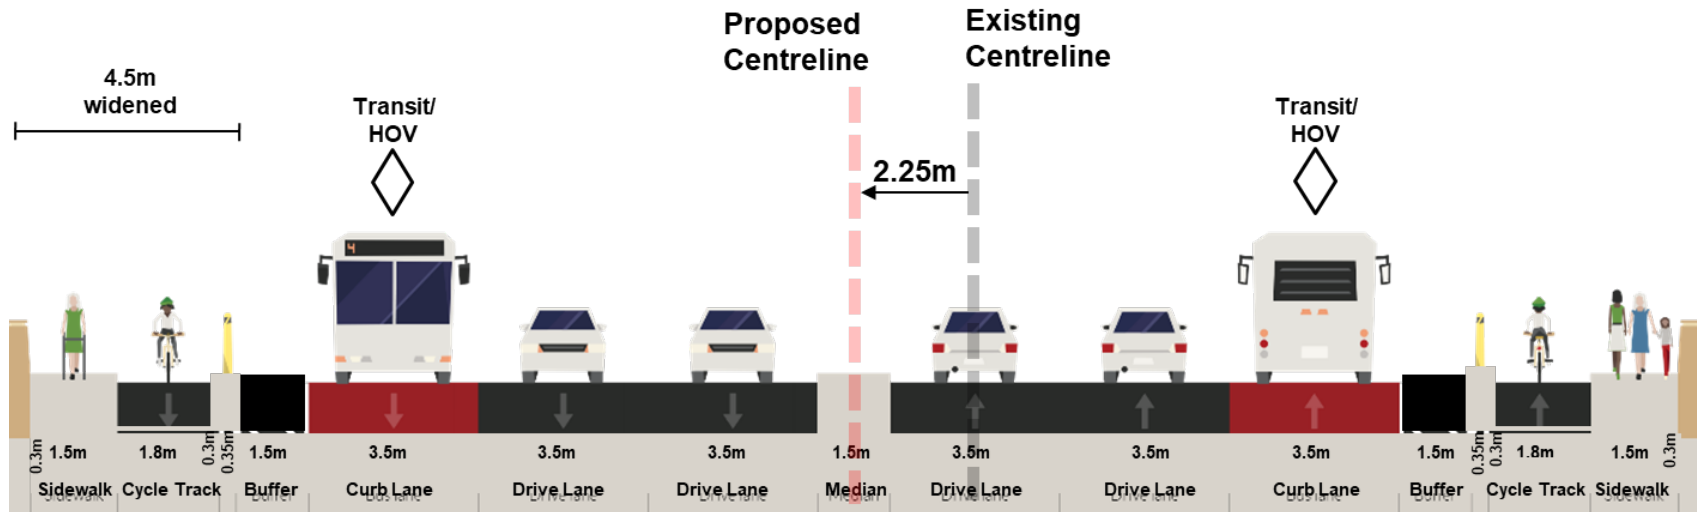 Proposed
Centreline
Existing
Centreline
4.5m
widened
Transit/
HOV
Transit/
HOV
2.25m
4
0.3m 1.5m 1.8m 0.3m 0.35m 1.5m 3.5m 3.5m 3.5m 1.5m 3.5m 3.5m 3.5m 1.5m 0.35m 0.3m 1.8m 1.5m 0.3m
Sidewalk Cycle Track Buffer Curb Lane Drive Lane Drive Lane Median Drive Lane Drive Lane Curb Lane Buffer Cycle Track Sidewalk